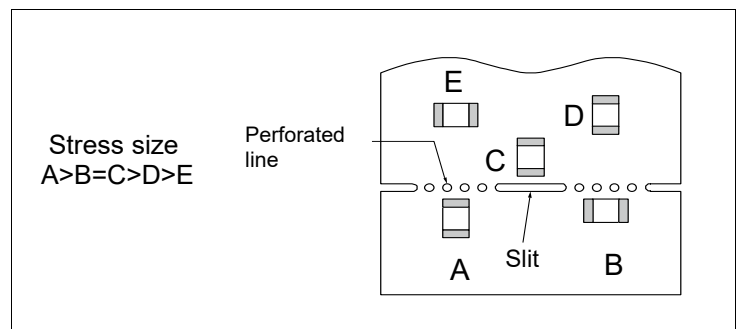 Stress size
A>B=C>D>E
Perforated
line
E
D
C
A
Slit
B